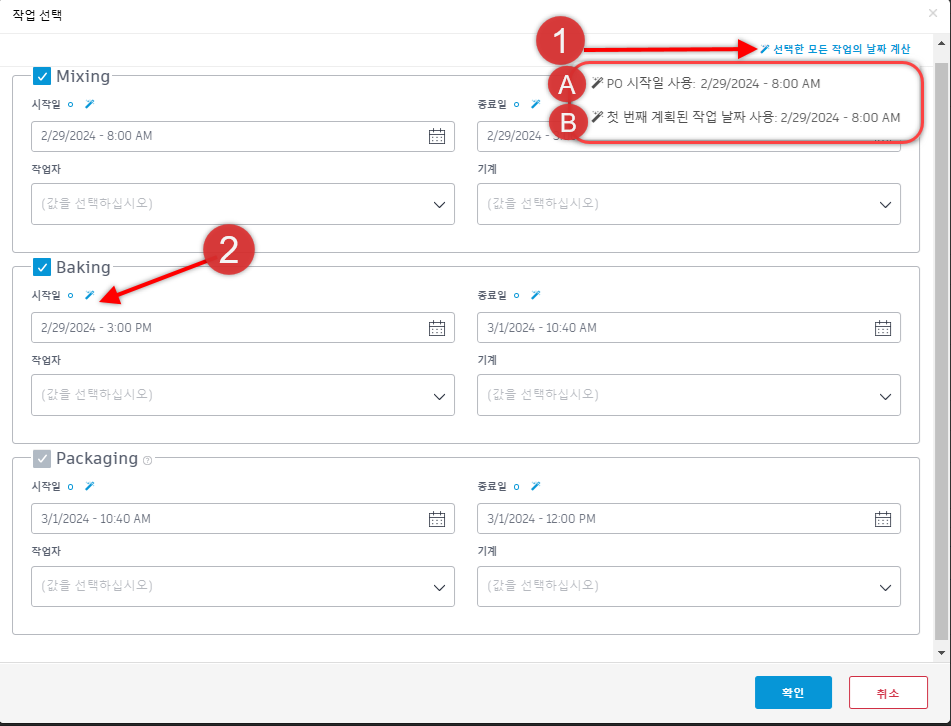 작업 선택
1
선택한 모든 작업의 날짜 계산
A PO 시작일 사용: 2/29/2024 - 8:00 AM
B 첫 번째 계획된 작업 날짜 사용: 2/29/2024 - 8:00 AM
Mixing
시작일 종료일
2/29/2024 - 8:00 AM 2/29/2024 -
작업자 기계
(값을 선택하십시오) (값을 선택하십시오)
2
Baking
시작일 종료일
2/29/2024 - 3:00 PM 3/1/2024 - 10:40 AM
작업자 기계
(값을 선택하십시오) (값을 선택하십시오)
Packaging
시작일 종료일
3/1/2024 - 10:40 AM 3/1/2024 - 12:00 PM
작업자 기계
(값을 선택하십시오) (값을 선택하십시오)
확인 취소